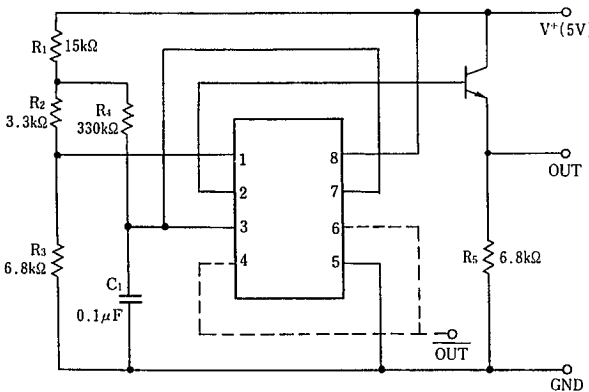 V⁺(5V)
R₁ 15kΩ
R₂
3.3kΩ
R₄
330kΩ
1 8
2 7
3 6
4 5
OUT
R₃
6.8kΩ
C₁
0.1μF
R₅ 6.8kΩ
OUT
GND